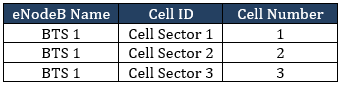 eNodeB Name Cell ID Cell Number
BTS 1 Cell Sector 1 1
BTS 1 Cell Sector 2 2
BTS 1 Cell Sector 3 3